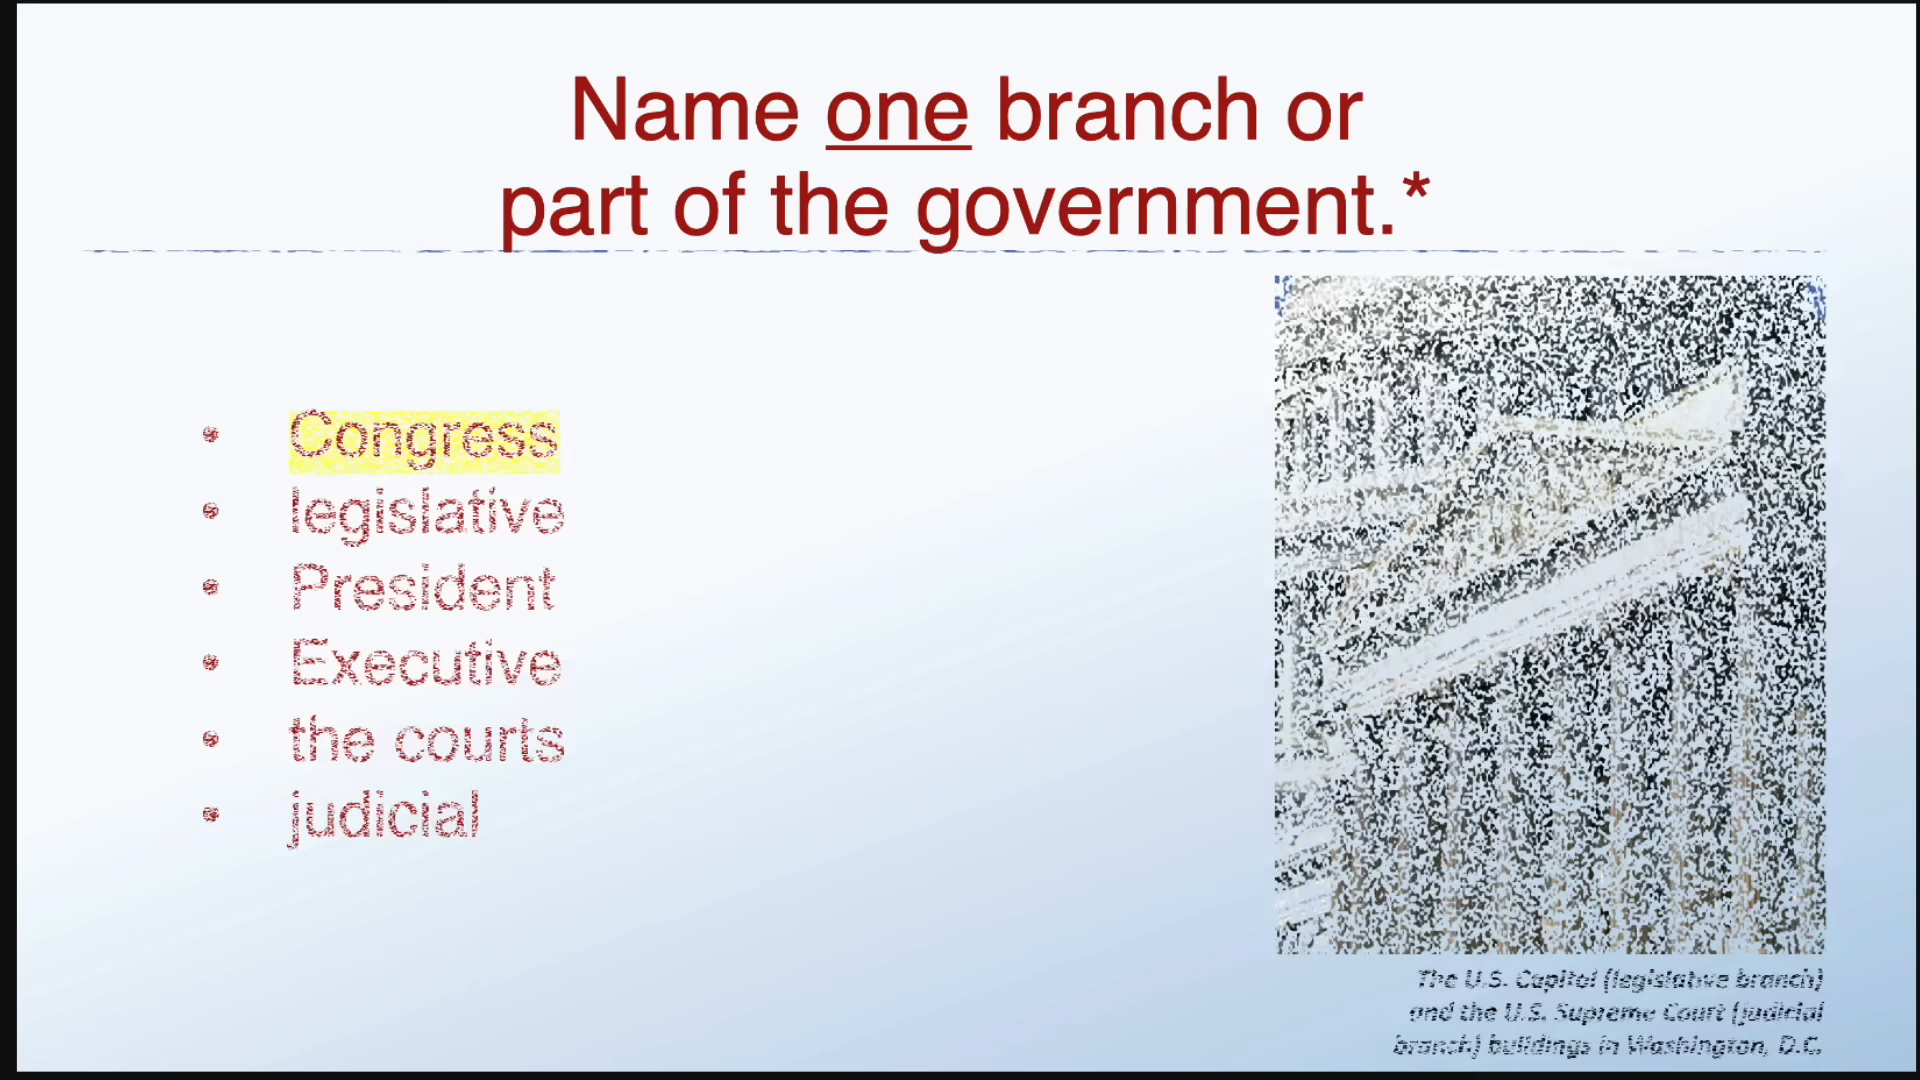 Name one branch or
part of the government.*
• Congress
• legislative
• President
• Executive
• the courts
• judicial
The U.S. Capitol (legislative branch)
and the U.S. Supreme Court (judicial
branch) buildings in Washington, D.C.